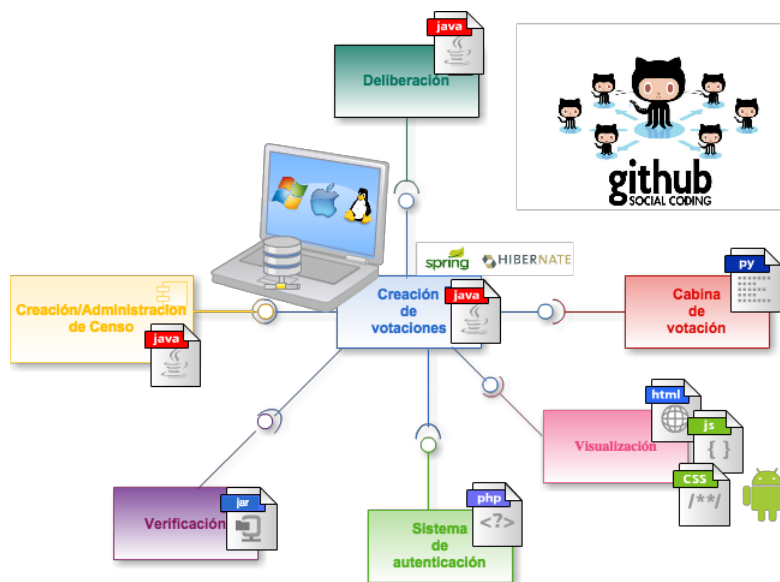 java
Deliberación
github
SOCIAL CODING
spring
HIBERNATE
Creación/Administracion
de Censo
java
Creación
de
votaciones
java
py
Cabina
de
votación
html
js
{ }
Visualización
CSS
/**/
Verificación
jar
php
<?>
Sistema
de
autenticación